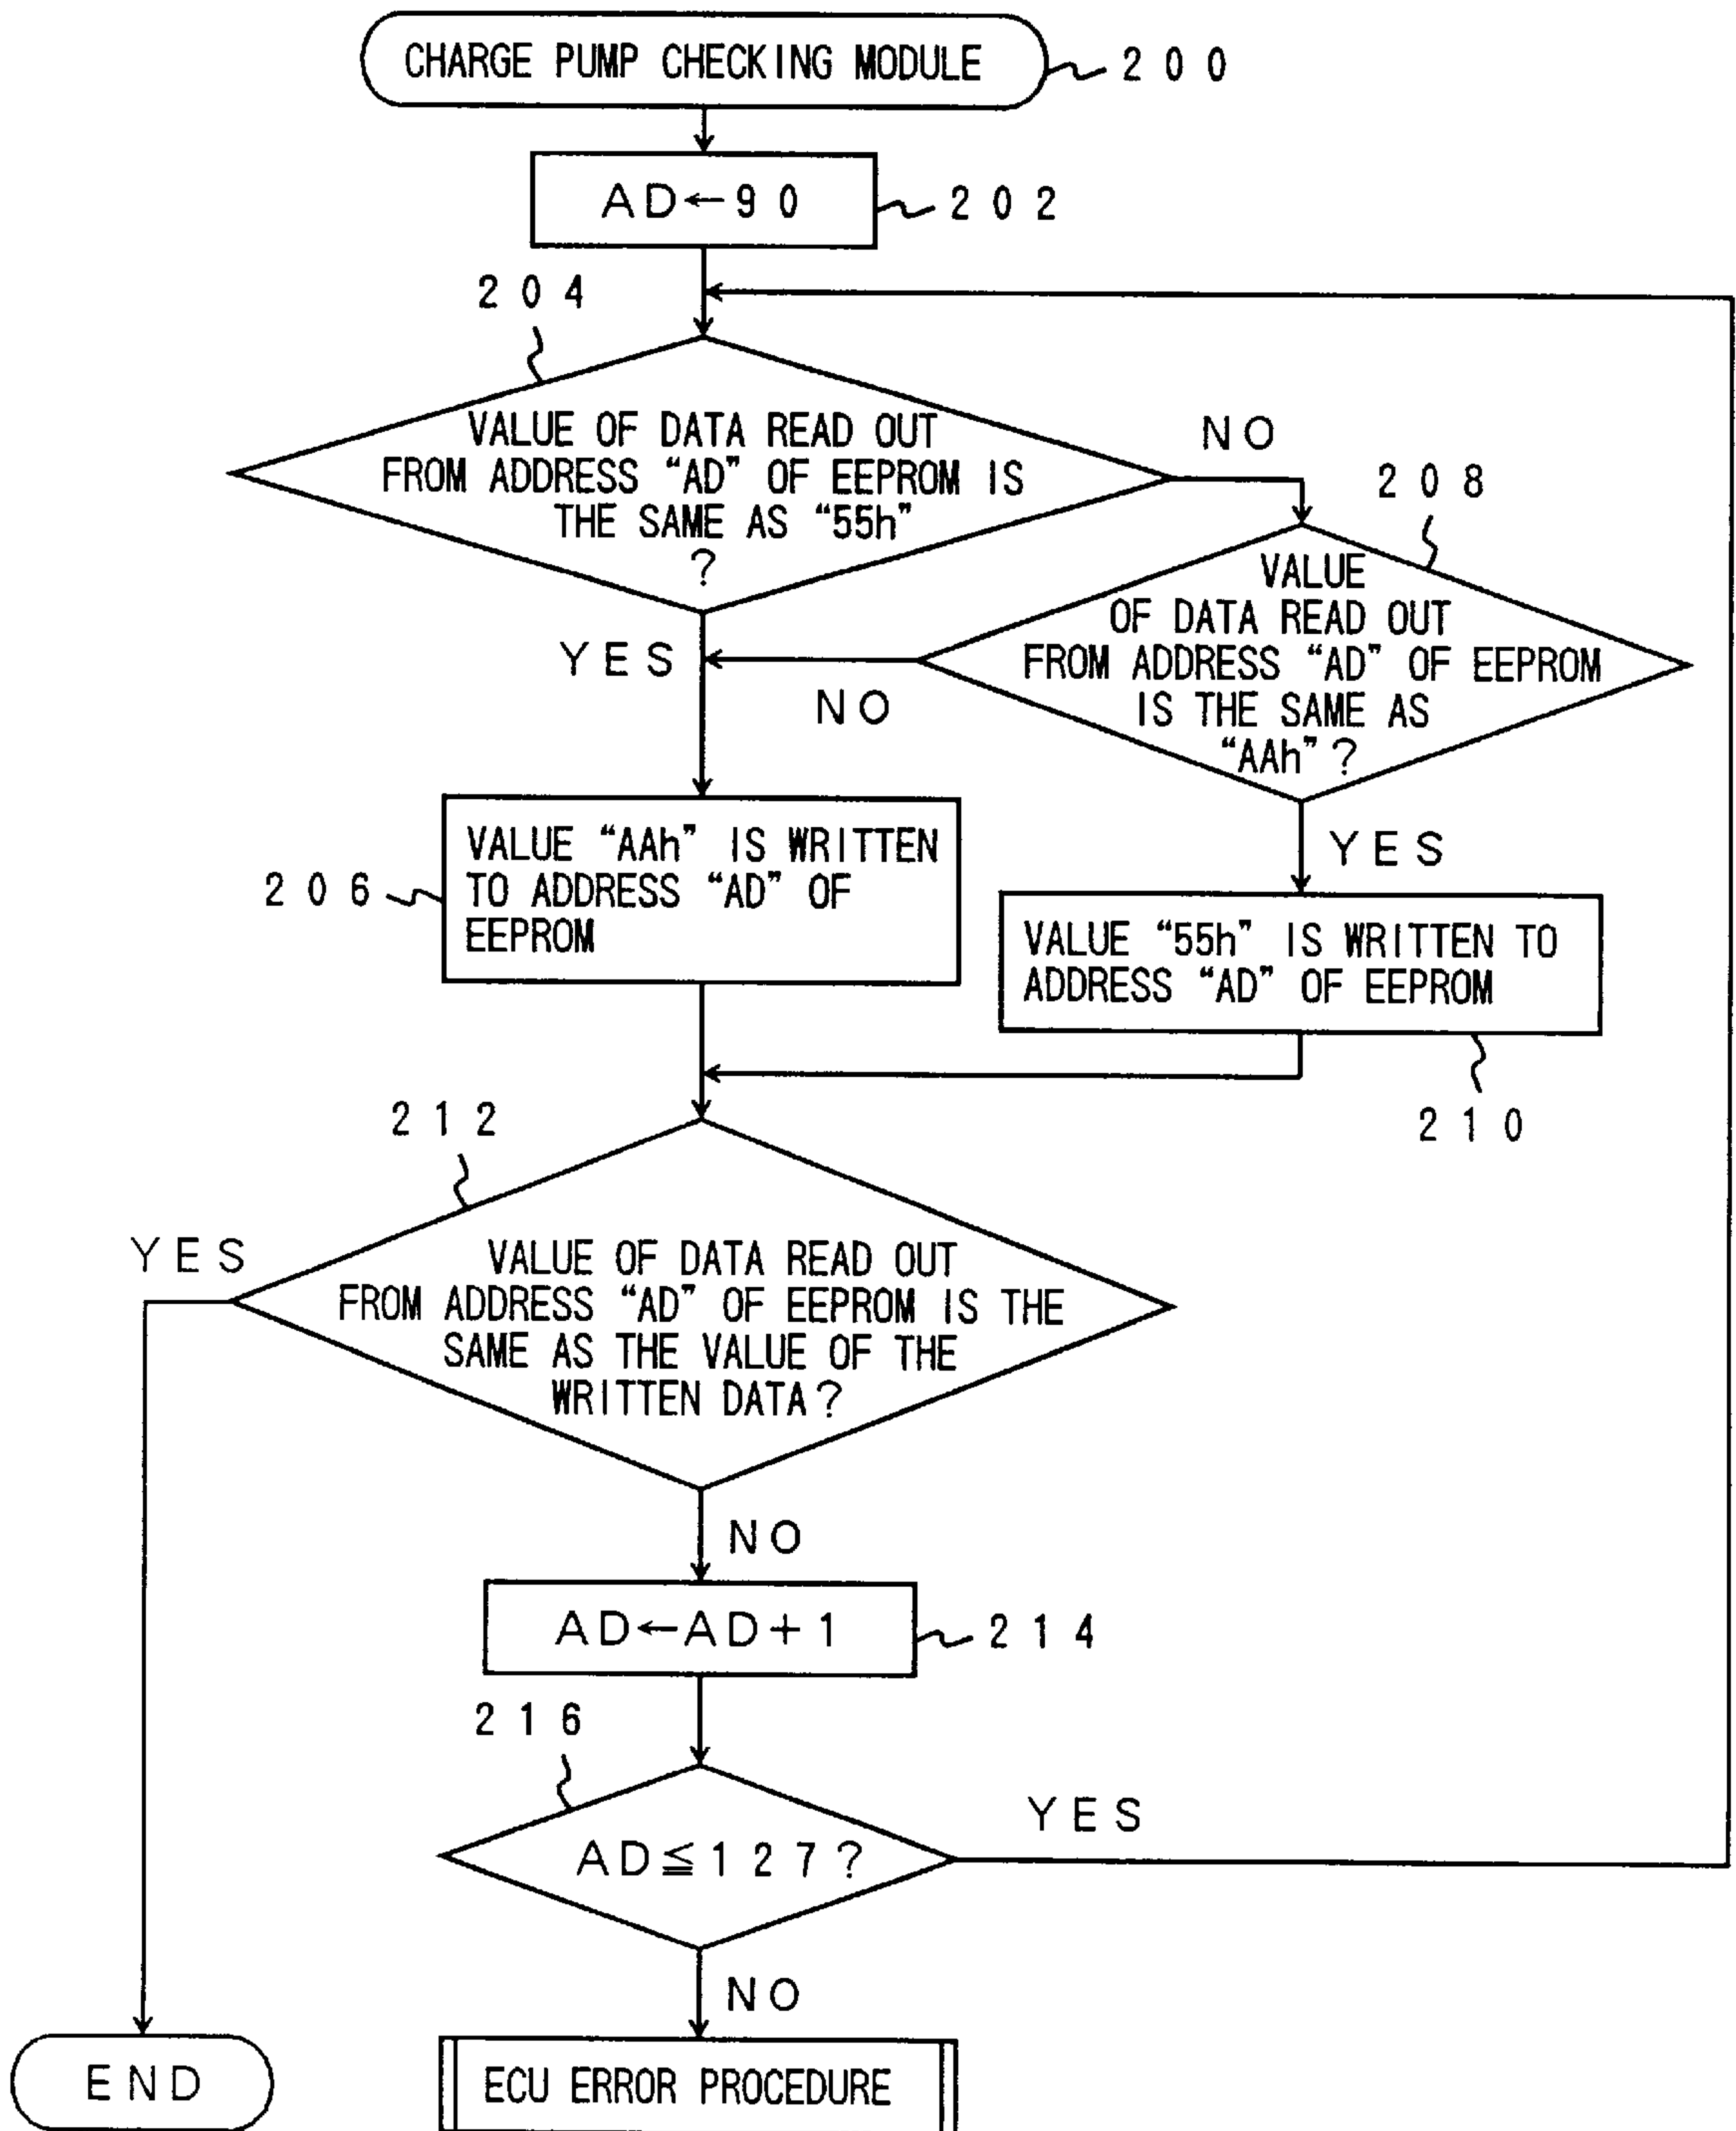 CHARGE PUMP CHECKING MODULE
200
AD←90
202
204
VALUE OF DATA READ OUT
FROM ADDRESS “AD” OF EEPROM IS
THE SAME AS “55h”
?
NO
208
VALUE
OF DATA READ OUT
FROM ADDRESS “AD” OF EEPROM
IS THE SAME AS
“AAh”?
YES
NO
YES
VALUE “AAh” IS WRITTEN
TO ADDRESS “AD” OF
EEPROM
206
VALUE “55h” IS WRITTEN TO
ADDRESS “AD” OF EEPROM
210
212
YES
VALUE OF DATA READ OUT
FROM ADDRESS “AD” OF EEPROM IS THE
SAME AS THE VALUE OF THE
WRITTEN DATA?
NO
AD←AD+1
214
216
AD≦127?
YES
NO
END
ECU ERROR PROCEDURE